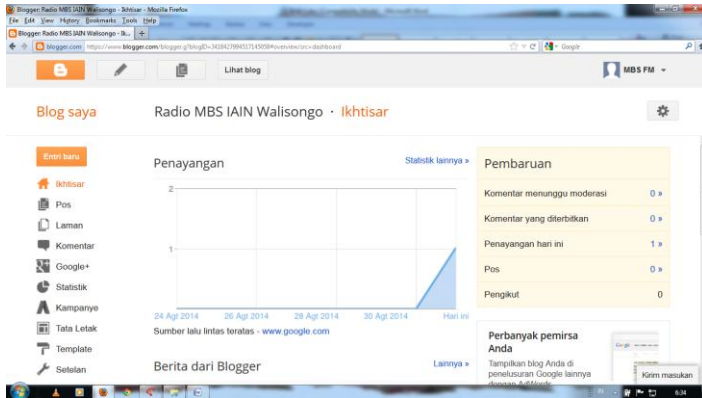 Blogger: Radio MBS IAIN Walisongo - Ikhtisar - Mozilla Firefox
File Edit View History Bookmarks Tools Help
Blogger: Radio MBS IAIN Walisongo - Ik...
blogger.com
Google
Lihat blog
MBS FM
Blog saya
Radio MBS IAIN Walisongo · Ikhtisar
Entri baru
Ikhtisar
Pos
Laman
Komentar
Google+
Statistik
Kampanye
Tata Letak
Template
Setelan
Penayangan
Statistik lainnya »
2
1
24 Agt 2014 26 Agt 2014 28 Agt 2014 30 Agt 2014 Hari ini
Sumber lalu lintas teratas - www.google.com
Berita dari Blogger
Lainnya »
Pembaruan
Komentar menunggu moderasi 0 »
Komentar yang diterbitkan 0 »
Penayangan hari ini 1 »
Pos 0 »
Pengikut 0
Perbanyak pemirsa
Anda
Tampilkan blog Anda di
penelusuran Google lainnya
dengan AdWords
Kirim masukan
6:34